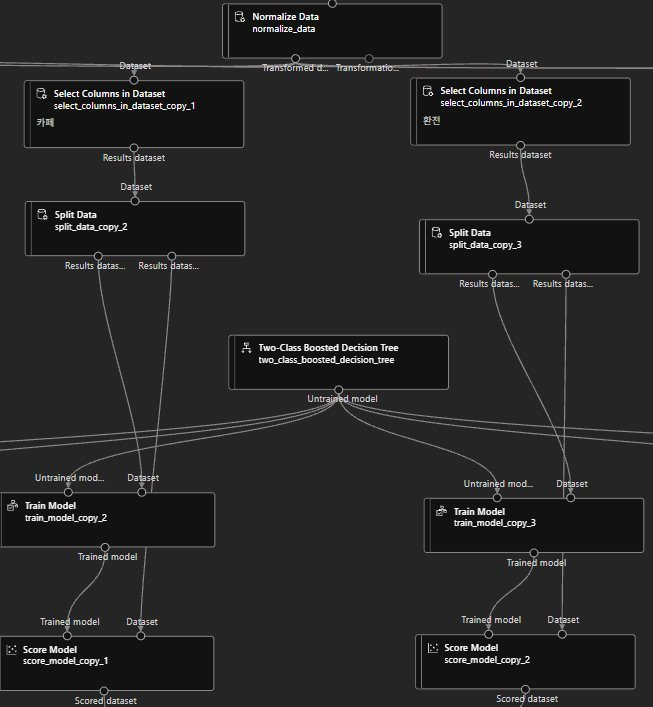 Normalize Data
normalize_data
Transformed d...
Transformatio...
Dataset
Select Columns in Dataset
select_columns_in_dataset_copy_1
카페
Results dataset
Dataset
Select Columns in Dataset
select_columns_in_dataset_copy_2
환전
Results dataset
Dataset
Split Data
split_data_copy_2
Results datas...
Results datas...
Dataset
Split Data
split_data_copy_3
Results datas...
Results datas...
Two-Class Boosted Decision Tree
two_class_boosted_decision_tree
Untrained model
Untrained mod...
Dataset
Train Model
train_model_copy_2
Trained model
Untrained mod...
Dataset
Train Model
train_model_copy_3
Trained model
Trained model
Dataset
Score Model
score_model_copy_1
Scored dataset
Trained model
Dataset
Score Model
score_model_copy_2
Scored dataset